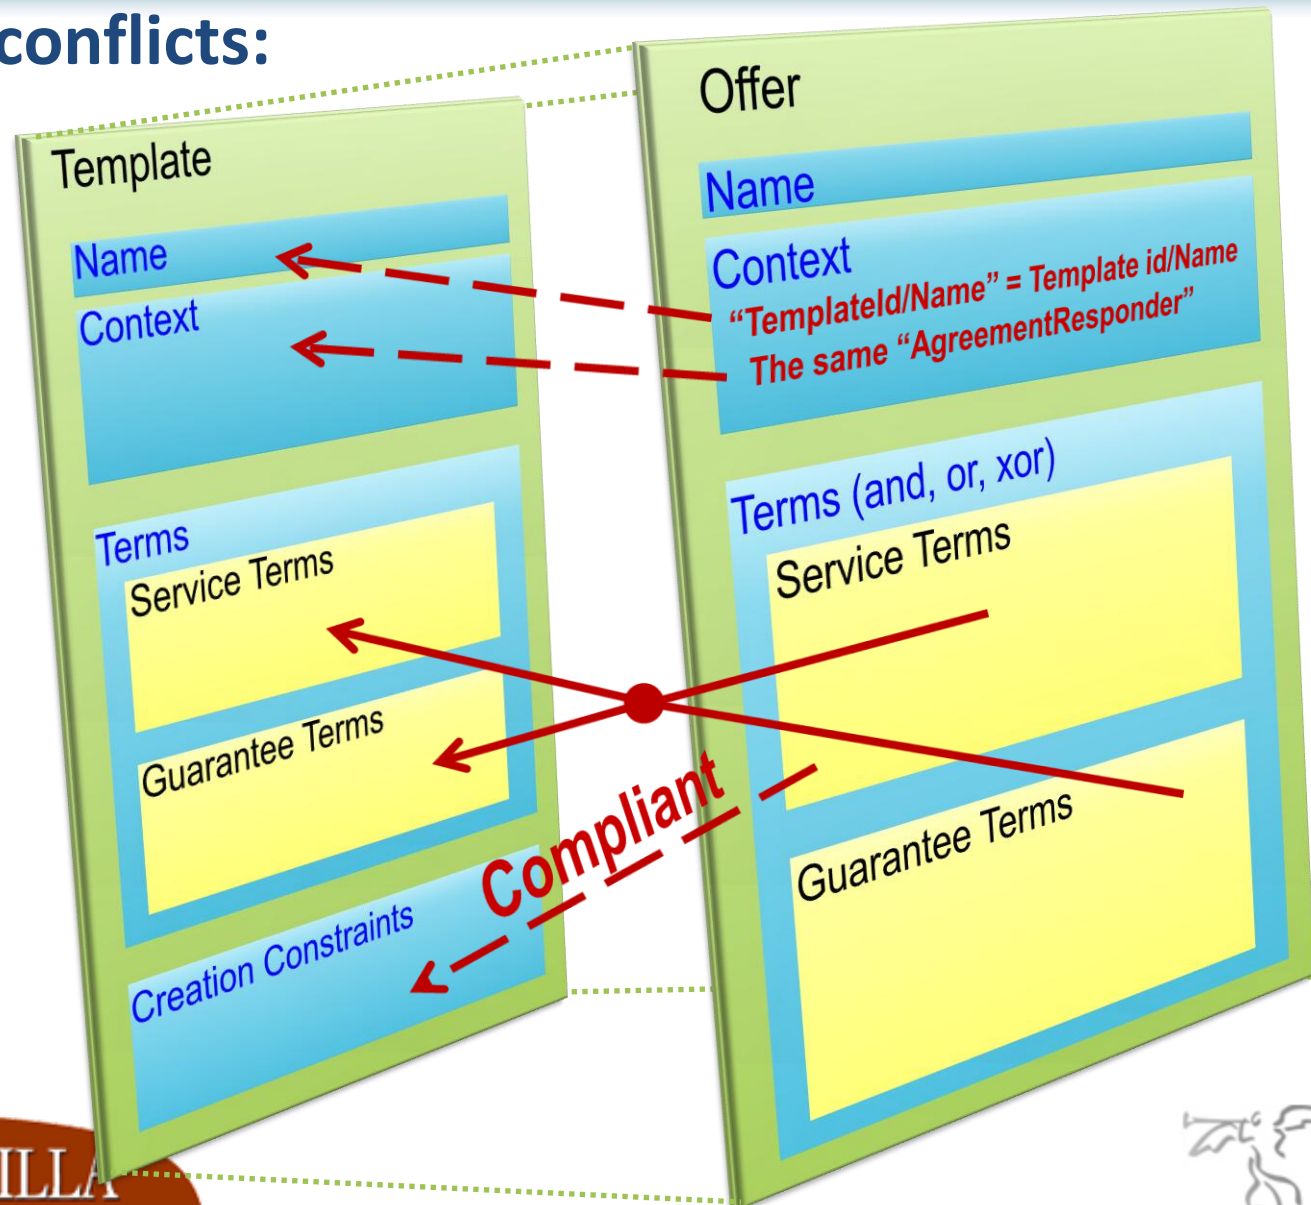 conflicts:
Template
Name
Context
Terms
Service Terms
Guarantee Terms
Creation Constraints
Compliant
Offer
Name
Context
“TemplateId/Name” = Template id/Name
The same “AgreementResponder”
Terms (and, or, xor)
Service Terms
Guarantee Terms
ILLA